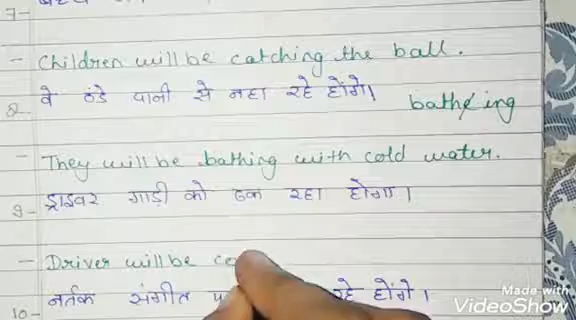 7-
- Children will be catching the ball.
8- वे ठंडे पानी से नहा रहे होंगे।
bathe ing
- They will be bathing with cold water.
9- ड्राइवर गाड़ी को ढक रहा होगा।
- Driver will be co
10- नर्तक संगीत रहे होंगे।
Made with
VideoShow